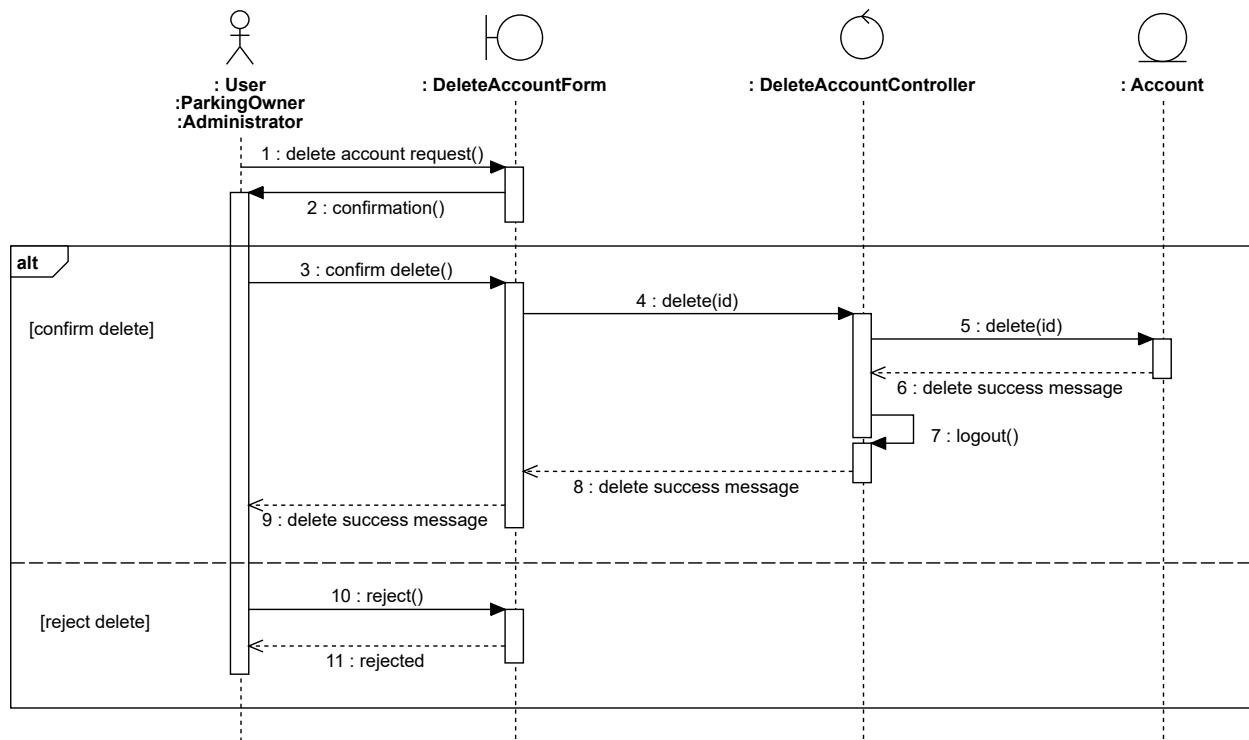 : User
:ParkingOwner
:Administrator
: DeleteAccountForm
: DeleteAccountController
: Account
1 : delete account request()
2 : confirmation()
alt
3 : confirm delete()
4 : delete(id)
[confirm delete]
5 : delete(id)
6 : delete success message
7 : logout()
8 : delete success message
9 : delete success message
10 : reject()
[reject delete]
11 : rejected